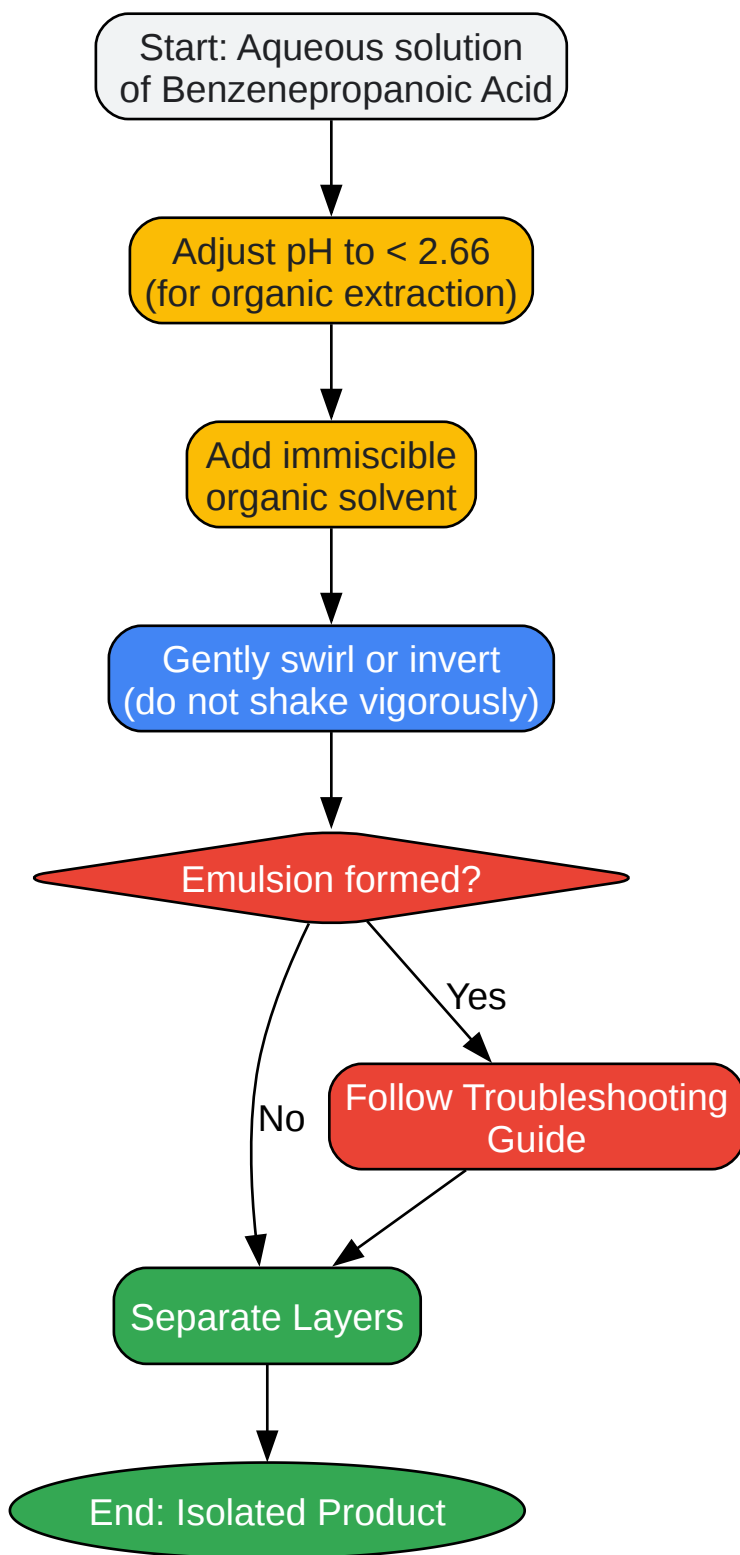 Start: Aqueous solution
of Benzenepropanoic Acid
Adjust pH to < 2.66
(for organic extraction)
Add immiscible
organic solvent
Gently swirl or invert
(do not shake vigorously)
Emulsion formed?
Yes
Follow Troubleshooting
Guide
No
Separate Layers
End: Isolated Product